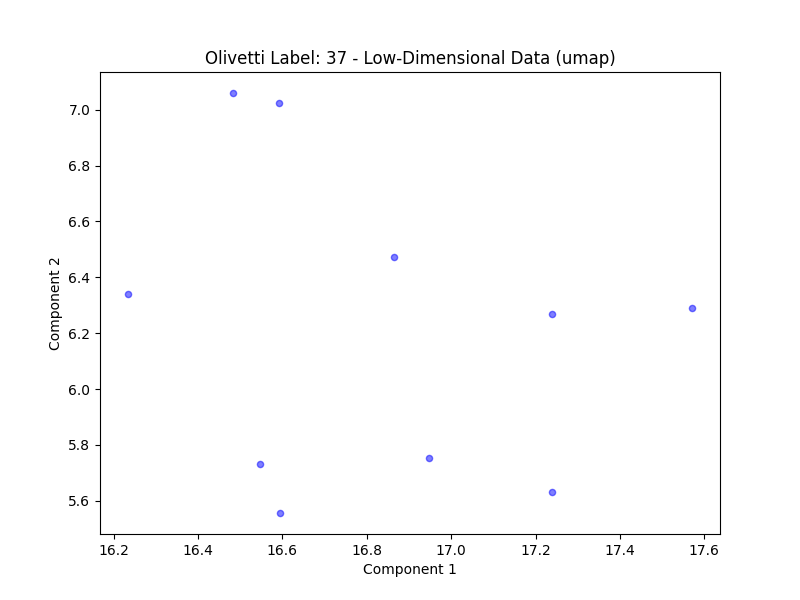 Olivetti Label: 37 - Low-Dimensional Data (umap)
7.0
6.8
6.6
6.4
6.2
6.0
5.8
5.6
Component 2
16.2 16.4 16.6 16.8 17.0 17.2 17.4 17.6
Component 1